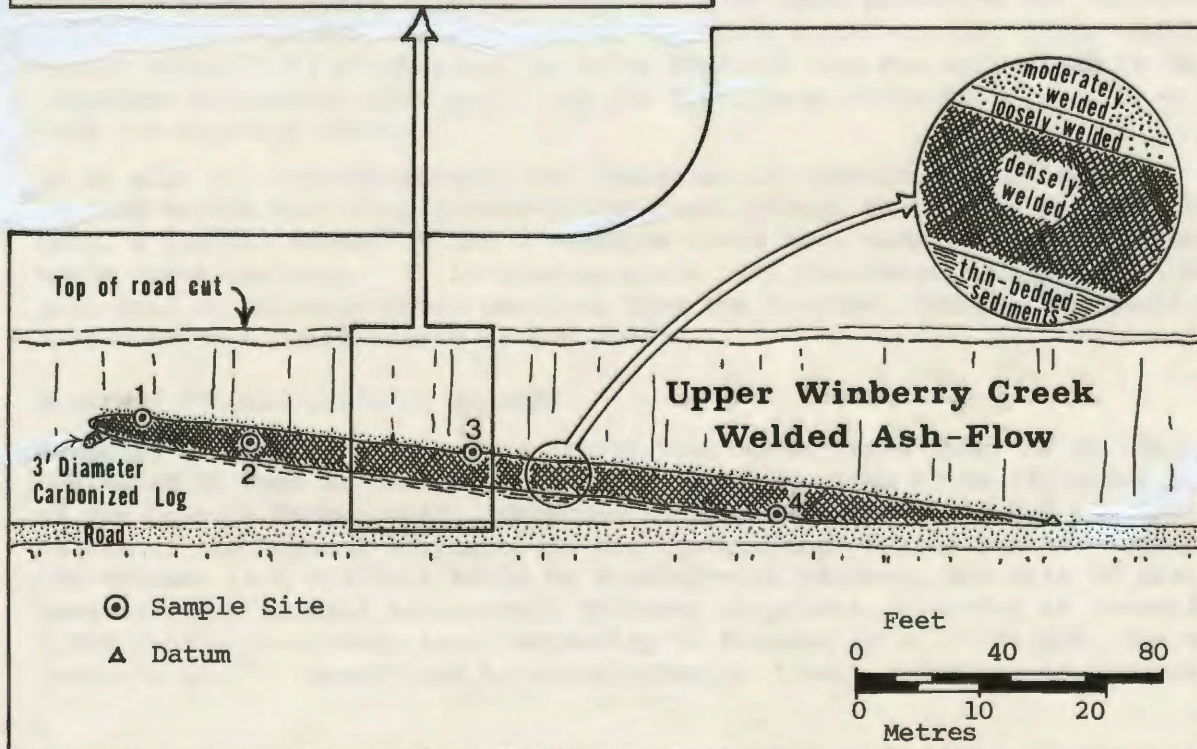 moderately
welded
loosely welded
densely
welded
thin-bedded
sediments
Top of road cut
Upper Winberry Creek
Welded Ash-Flow
1
2
3
4
3' Diameter
Carbonized Log
Road
Sample Site
Δ Datum
Feet
0 40 80
0 10 20
Metres